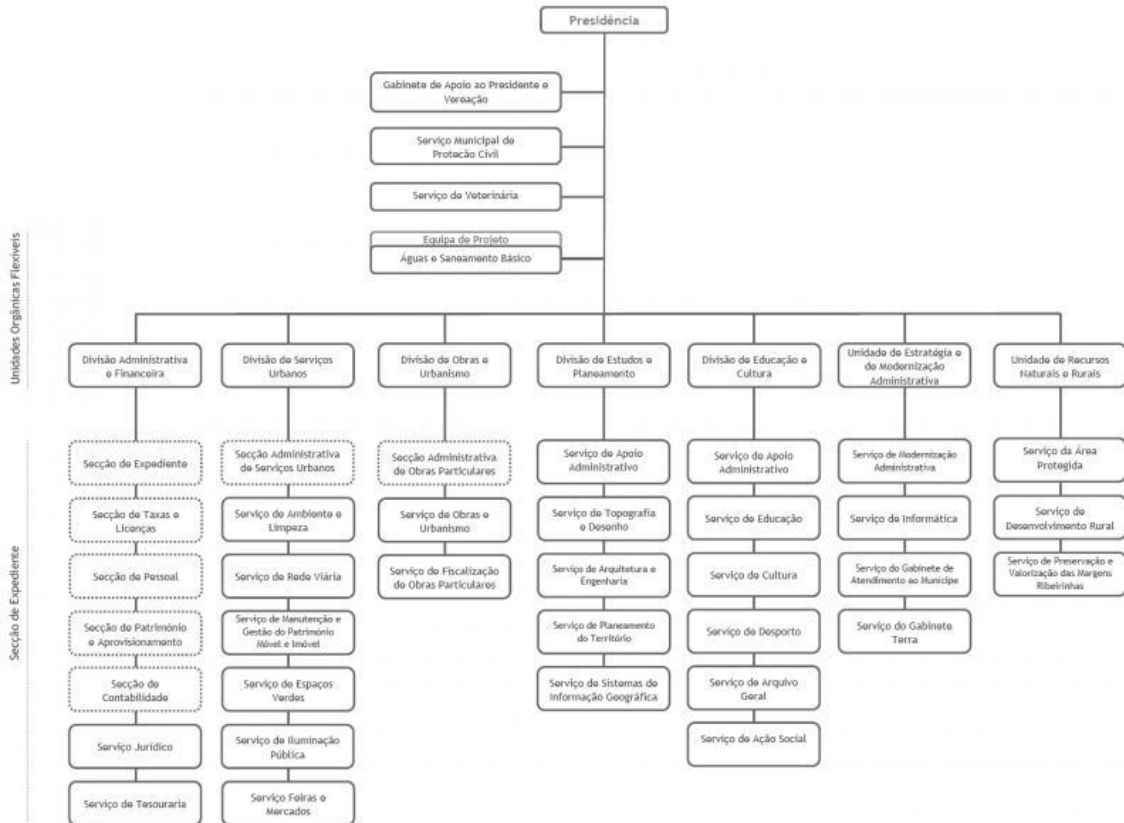 Presidência
Gabinete de Apoio ao Presidente e
Vereação
Serviço Municipal de
Protecão Civil
Serviço de Veterinária
Equipa de Projeto
Águas e Saneamento Básico
Unidades Orgânicas Flexíveis
Divisão Administrativa
e Financeira
Divisão de Serviços
Urbanos
Divisão de Obras e
Urbanismo
Divisão de Estudos e
Planeamento
Divisão de Educação e
Cultura
Unidade de Estratégia e
de Modernização
Administrativa
Unidade de Recursos
Naturais e Rurais
Secção de Expediente
Secção de Expediente
Secção de Taxas e
Licenças
Secção de Pessoal
Secção de Património
e Aprovisionamento
Secção de
Contabilidade
Serviço Jurídico
Serviço de Tesouraria
Secção Administrativa
de Serviços Urbanos
Serviço de Ambiente e
Limpeza
Serviço de Rede Viária
Serviço de Manutenção e
Gestão do Património
Móvel e Imóvel
Serviço de Espaços
Verdes
Serviço de Iluminação
Pública
Serviço Feiras e
Mercados
Secção Administrativa
de Obras Particulares
Serviço de Obras e
Urbanismo
Serviço de Fiscalização
de Obras Particulares
Serviço de Apoio
Administrativo
Serviço de Topografia
e Desenho
Serviço de Arquitetura e
Engenharia
Serviço de Planeamento
do Território
Serviço de Sistemas de
Informação Geográfica
Serviço de Apoio
Administrativo
Serviço de Educação
Serviço de Cultura
Serviço de Desporto
Serviço de Arquivo
Geral
Serviço de Ação Social
Serviço de Modernização
Administrativa
Serviço de Informática
Serviço do Gabinete de
Atendimento ao Munícipe
Serviço do Gabinete
Terra
Serviço da Área
Protegida
Serviço de
Desenvolvimento Rural
Serviço de Preservação e
Valorização das Margens
Ribeirinhas